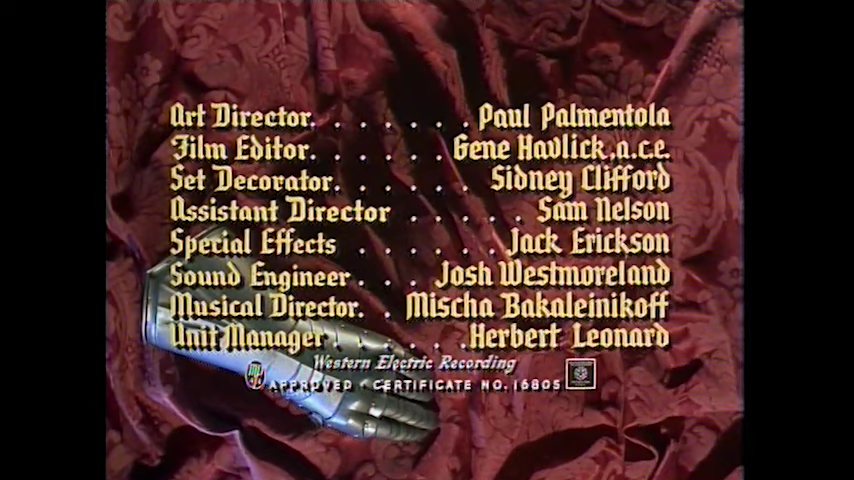 Art Director. . . . . . . Paul Palmentola
Film Editor. . . . . . . Gene Havlick, a.c.e.
Set Decorator. . . . . . Sidney Clifford
Assistant Director . . . . . Sam Nelson
Special Effects . . . . . . Jack Erickson
Sound Engineer . . . . Josh Westmoreland
Musical Director. . Mischa Bakaleinikoff
Unit Manager . . . . . . Herbert Leonard
Western Electric Recording
APPROVED · CERTIFICATE NO. 16805